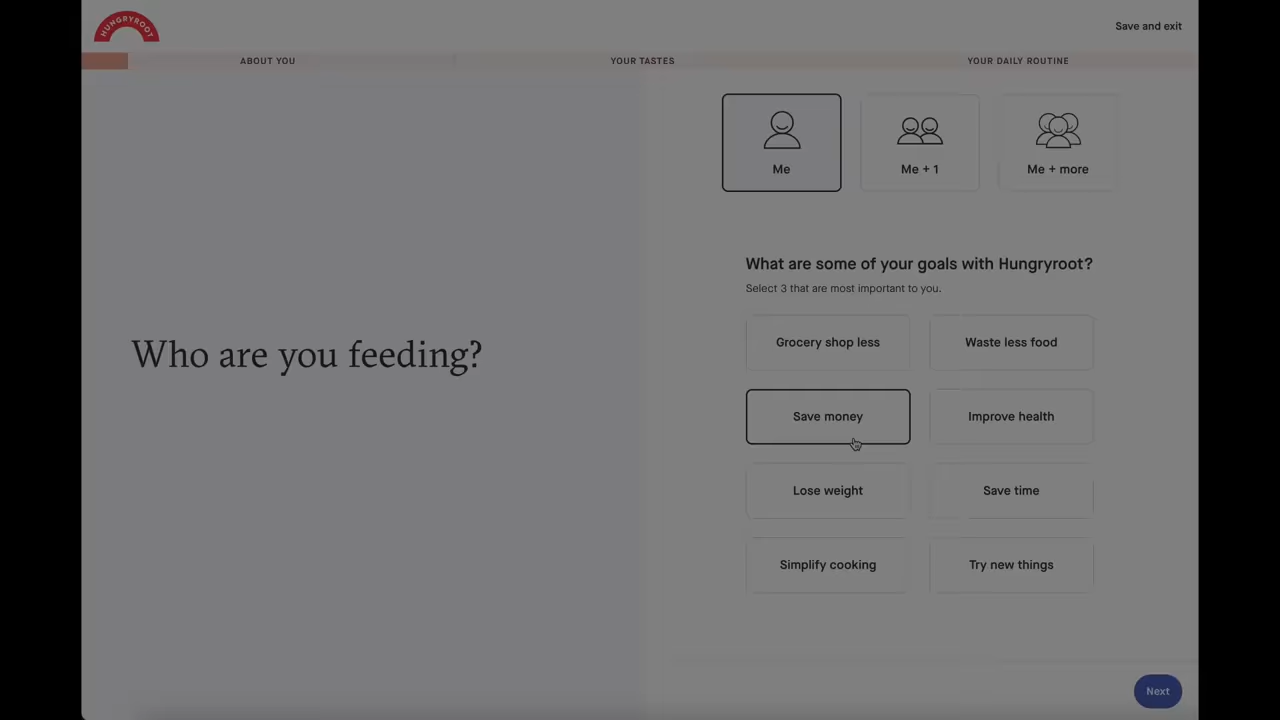 HUNGRYROOT
Save and exit
ABOUT YOU
YOUR TASTES
YOUR DAILY ROUTINE
Me
Me + 1
Me + more
Who are you feeding?
What are some of your goals with Hungryroot?
Select 3 that are most important to you.
Grocery shop less
Waste less food
Save money
Improve health
Lose weight
Save time
Simplify cooking
Try new things
Next